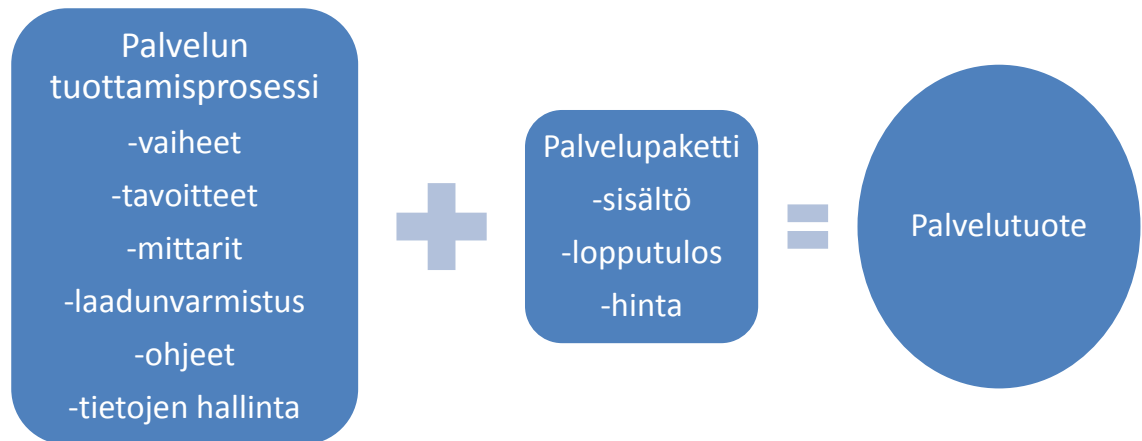 Palvelun
tuottamisprosessi
-vaiheet
-tavoitteet
-mittarit
-laadunvarmistus
-ohjeet
-tietojen hallinta
Palvelupaketti
-sisältö
-lopputulos
-hinta
Palvelutuote